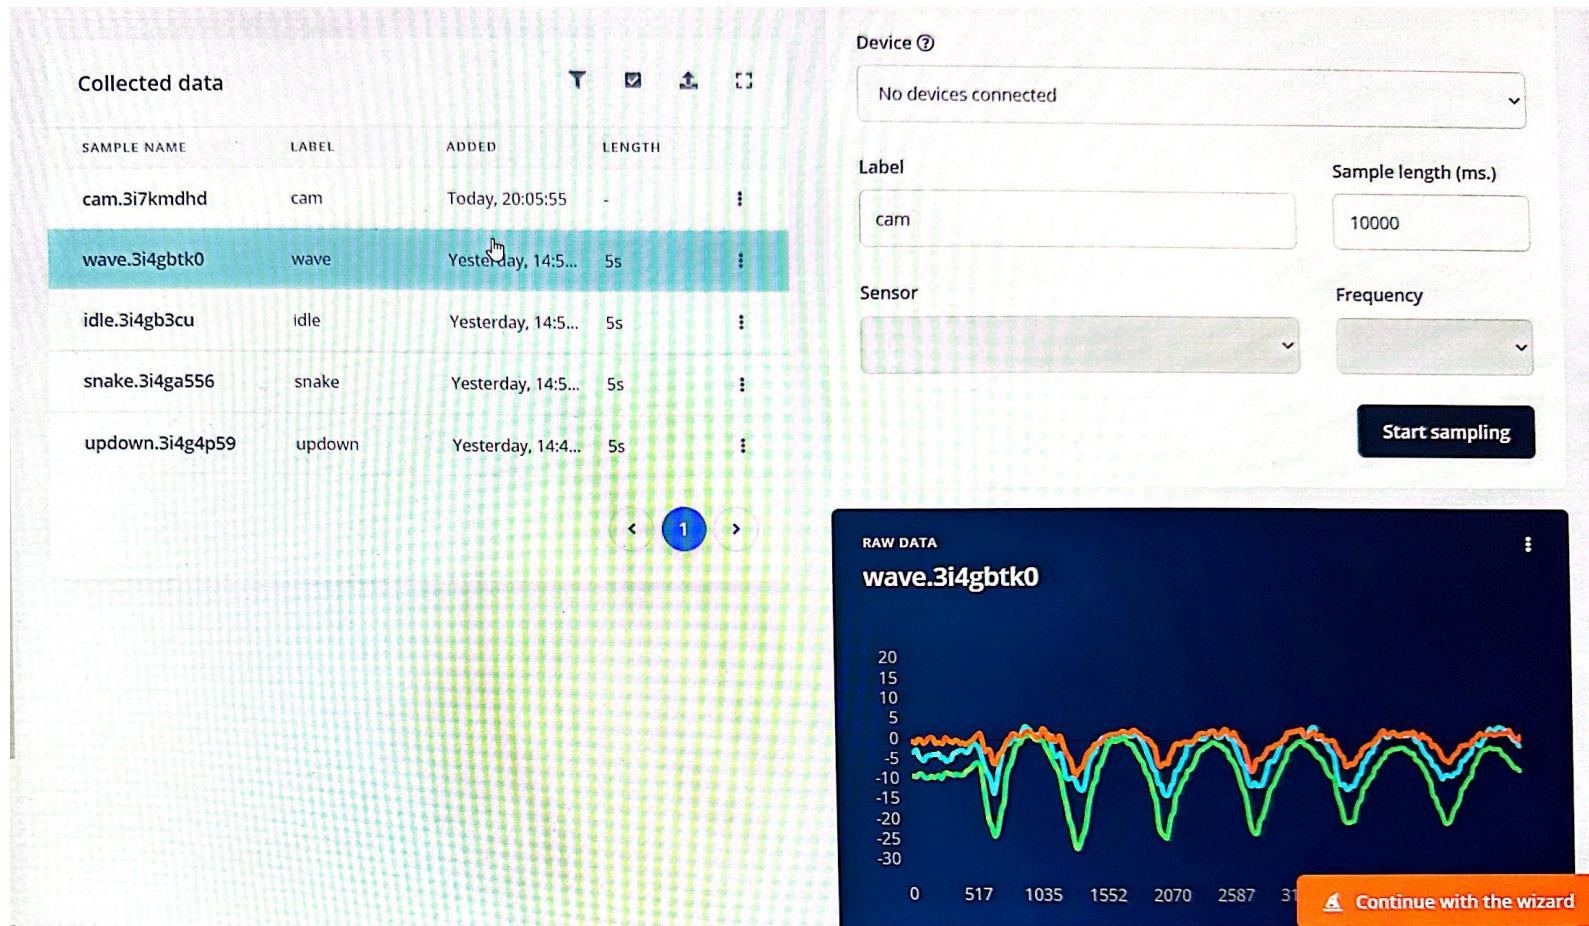 Collected data
SAMPLE NAME LABEL ADDED LENGTH
cam.3i7kmdhd cam Today, 20:05:55 -
wave.3i4gbtk0 wave Yesterday, 14:5... 5s
idle.3i4gb3cu idle Yesterday, 14:5... 5s
snake.3i4ga556 snake Yesterday, 14:5... 5s
updown.3i4g4p59 updown Yesterday, 14:4... 5s
< 1 >
Device ?
No devices connected
Label
cam
Sample length (ms.)
10000
Sensor
Frequency
Start sampling
RAW DATA
wave.3i4gbtk0
20
15
10
5
0
-5
-10
-15
-20
-25
-30
0 517 1035 1552 2070 2587 31
Continue with the wizard